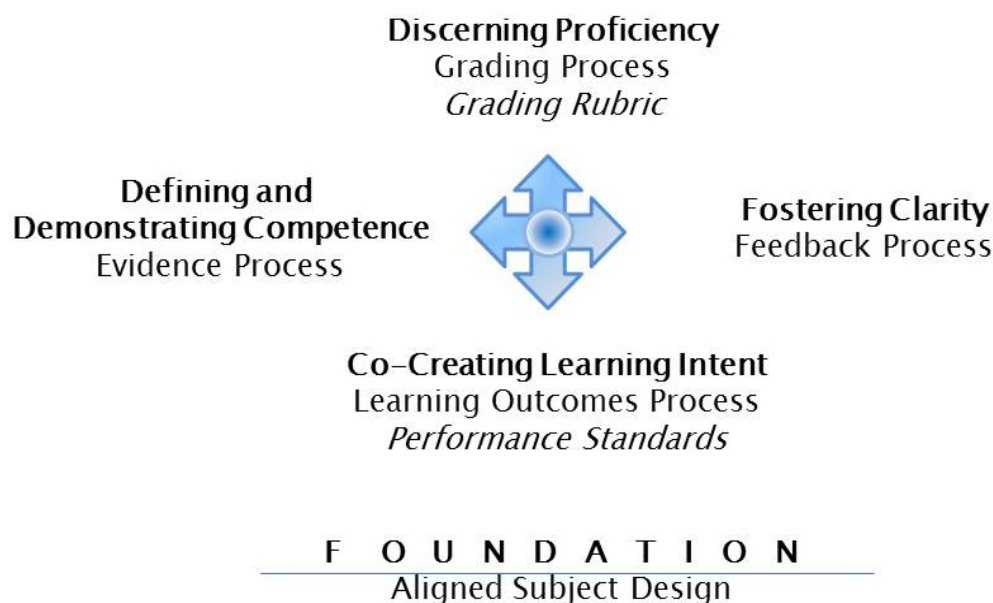 Discerning Proficiency
Grading Process
Grading Rubric
Defining and
Demonstrating Competence
Evidence Process
Fostering Clarity
Feedback Process
Co-Creating Learning Intent
Learning Outcomes Process
Performance Standards
F O U N D A T I O N
Aligned Subject Design